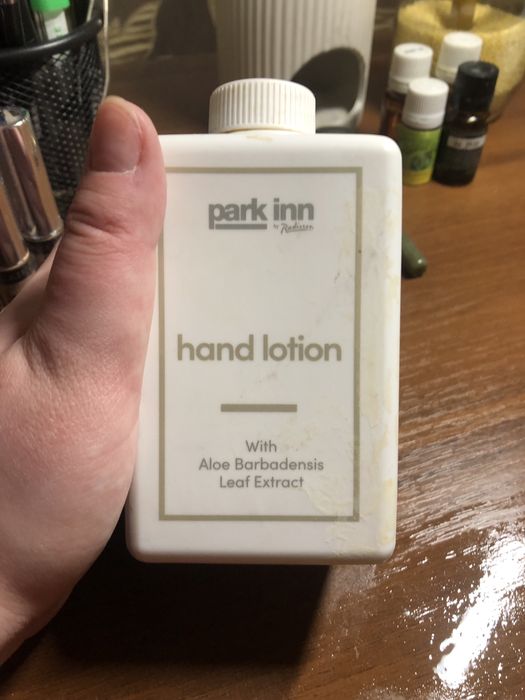 park inn
by Radisson
hand lotion
With
Aloe Barbadensis
Leaf Extract